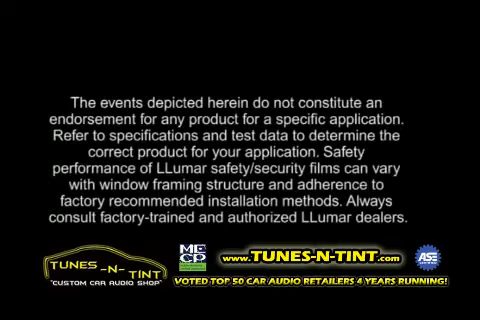 The events depicted herein do not constitute an
endorsement for any product for a specific application.
Refer to specifications and test data to determine the
correct product for your application. Safety
performance of LLumar safety/security films can vary
with window framing structure and adherence to
factory recommended installation methods. Always
consult factory-trained and authorized LLumar dealers.
TUNES -N- TINT
"CUSTOM CAR AUDIO SHOP"
MECP
www.TUNES-N-TINT.com
ASE
VOTED TOP 50 CAR AUDIO RETAILERS 4 YEARS RUNNING!